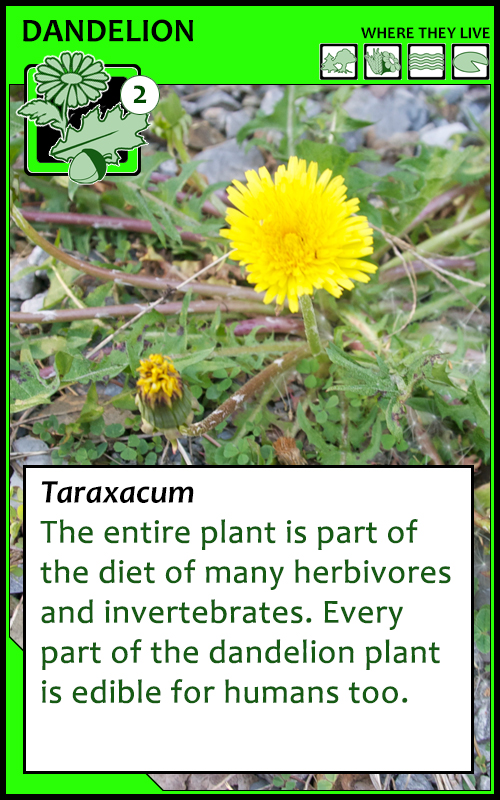 DANDELION
WHERE THEY LIVE
2
Taraxacum
The entire plant is part of
the diet of many herbivores
and invertebrates. Every
part of the dandelion plant
is edible for humans too.